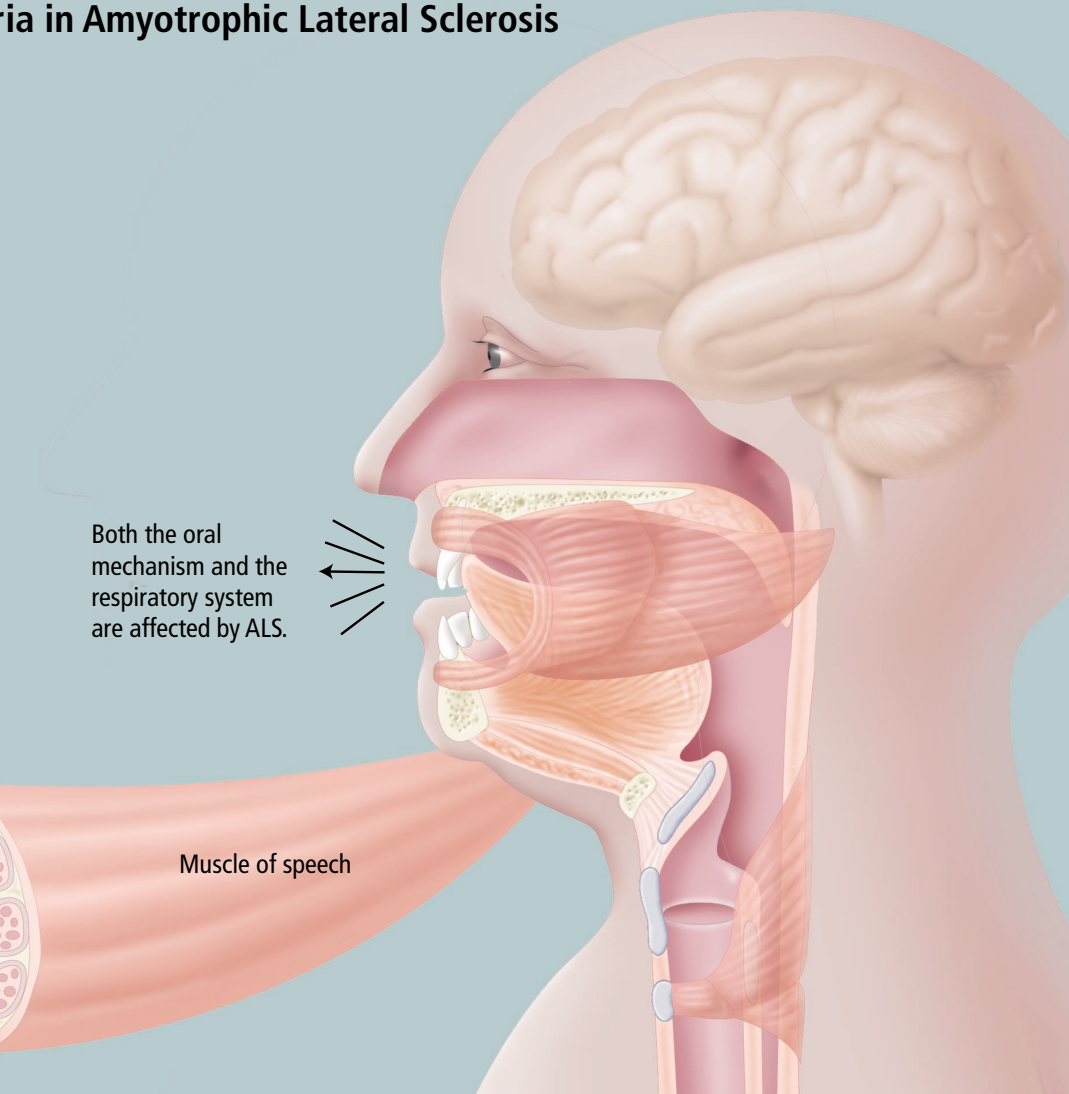 ria in Amyotrophic Lateral Sclerosis
Both the oral
mechanism and the
respiratory system
are affected by ALS.
Muscle of speech